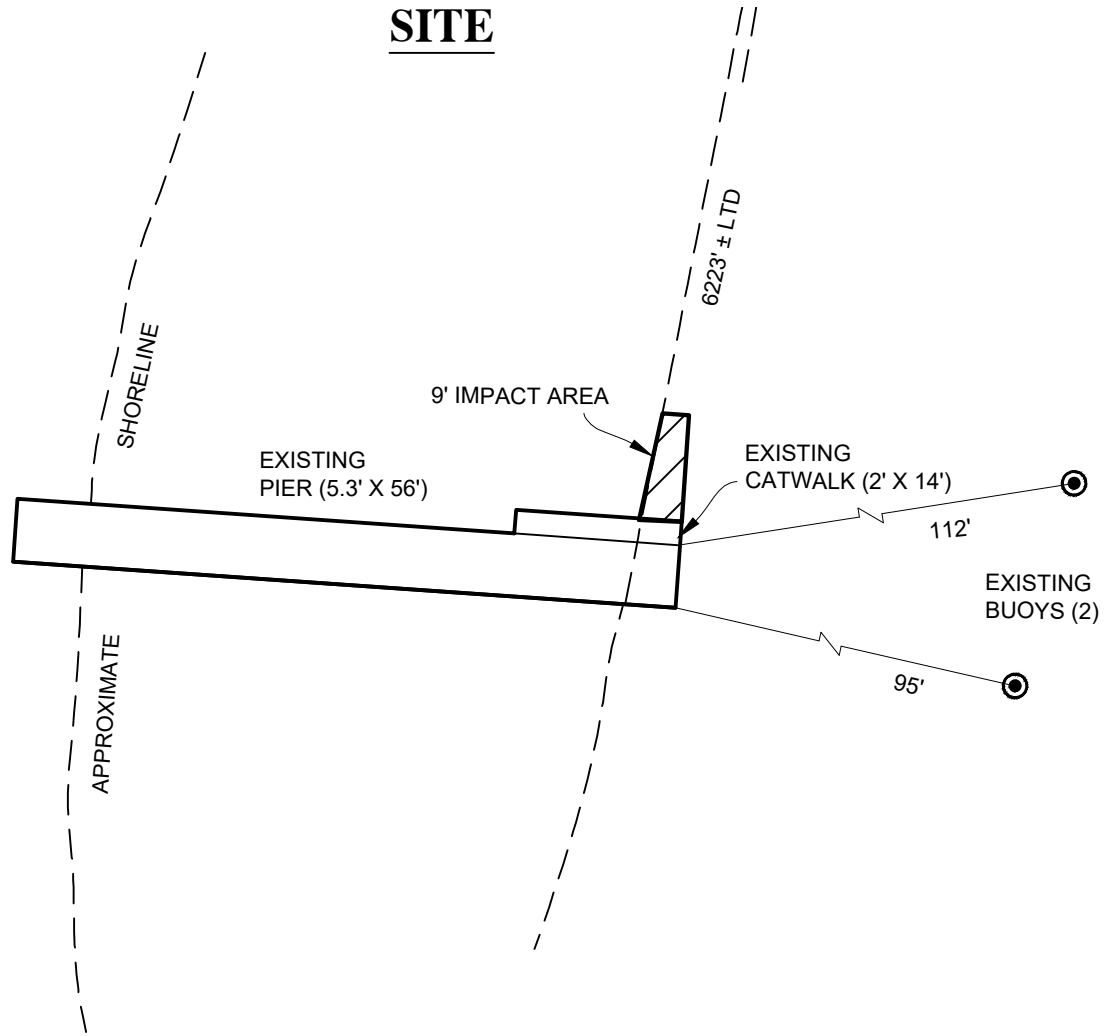 SITE
6223' ± LTD
SHORELINE
9' IMPACT AREA
EXISTING
PIER (5.3' X 56')
EXISTING
CATWALK (2' X 14')
112'
EXISTING
BUOYS (2)
95'
APPROXIMATE